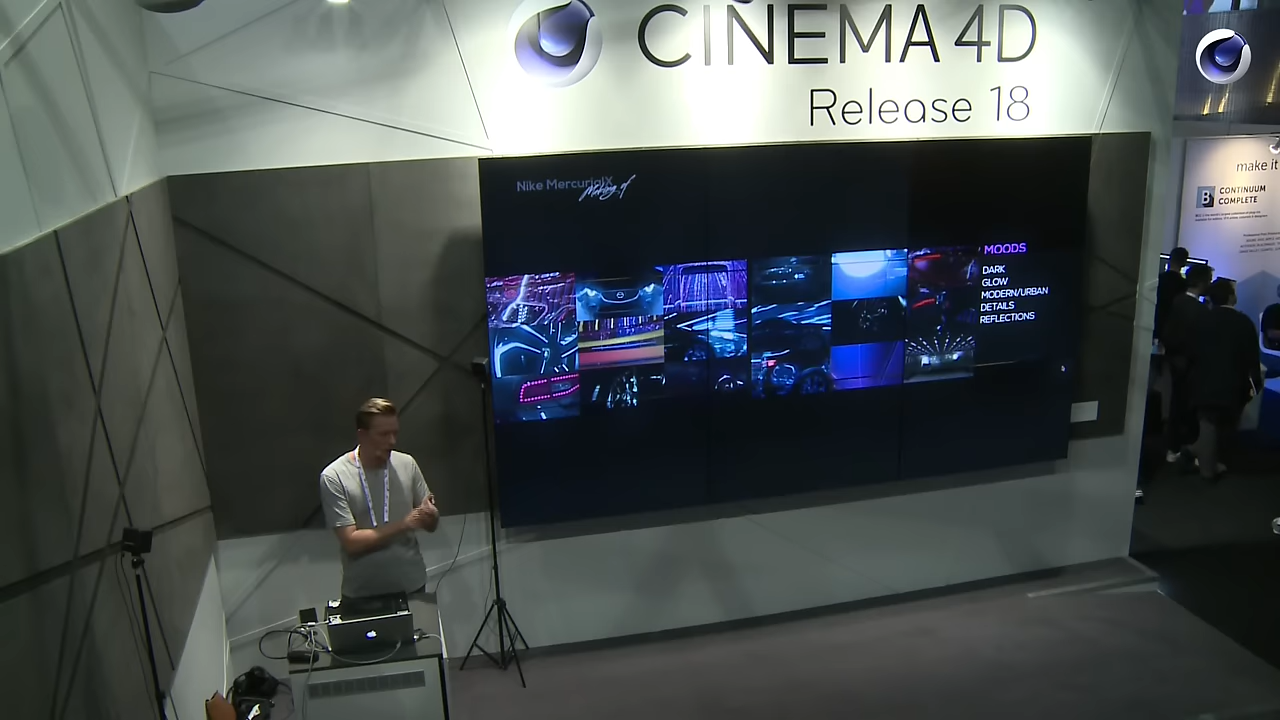 CINEMA 4D
Release 18
Nike MercurialX
Making of
MOODS
DARK
GLOW
MODERN/URBAN
DETAILS
REFLECTIONS
make it
CONTINUUM
COMPLETE